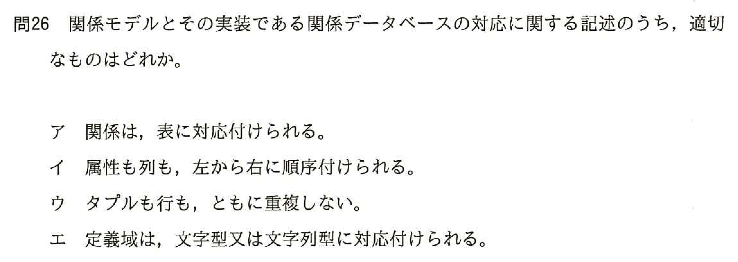 問26　関係モデルとその実装である関係データベースの対応に関する記述のうち，適切
なものはどれか。
ア　関係は，表に対応付けられる。
イ　属性も列も，左から右に順序付けられる。
ウ　タプルも行も，ともに重複しない。
エ　定義域は，文字型又は文字列型に対応付けられる。